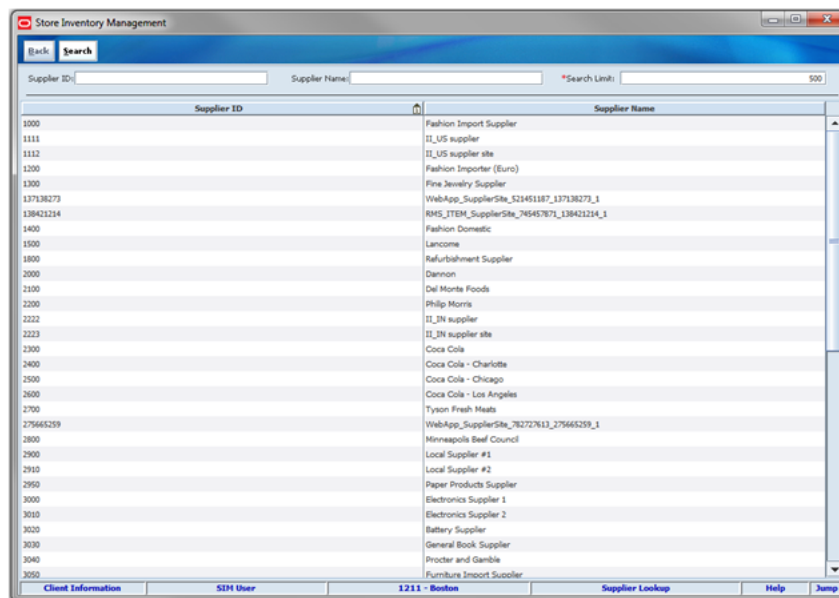 Store Inventory Management
Back Search
Supplier ID: Supplier Name: *Search Limit: 500
Supplier ID Supplier Name
1000 Fashion Import Supplier
1111 II_US supplier
1112 II_US supplier site
1200 Fashion Importer (Euro)
1300 Fine Jewelry Supplier
137138273 WebApp_SupplierSite_521451187_137138273_1
138421214 RMS_ITEM_SupplierSite_745457871_138421214_1
1400 Fashion Domestic
1500 Lancome
1800 Refurbishment Supplier
2000 Dannon
2100 Del Monte Foods
2200 Philip Morris
2222 II_IN supplier
2223 II_IN supplier site
2300 Coca Cola
2400 Coca Cola - Charlotte
2500 Coca Cola - Chicago
2600 Coca Cola - Los Angeles
2700 Tyson Fresh Meats
275665259 WebApp_SupplierSite_782727613_275665259_1
2800 Minneapolis Beef Council
2900 Local Supplier #1
2910 Local Supplier #2
2950 Paper Products Supplier
3000 Electronics Supplier 1
3010 Electronics Supplier 2
3020 Battery Supplier
3030 General Book Supplier
3040 Procter and Gamble
3050 Furniture Import Supplier
Client Information SIM User 1211 - Boston Supplier Lookup Help Jump